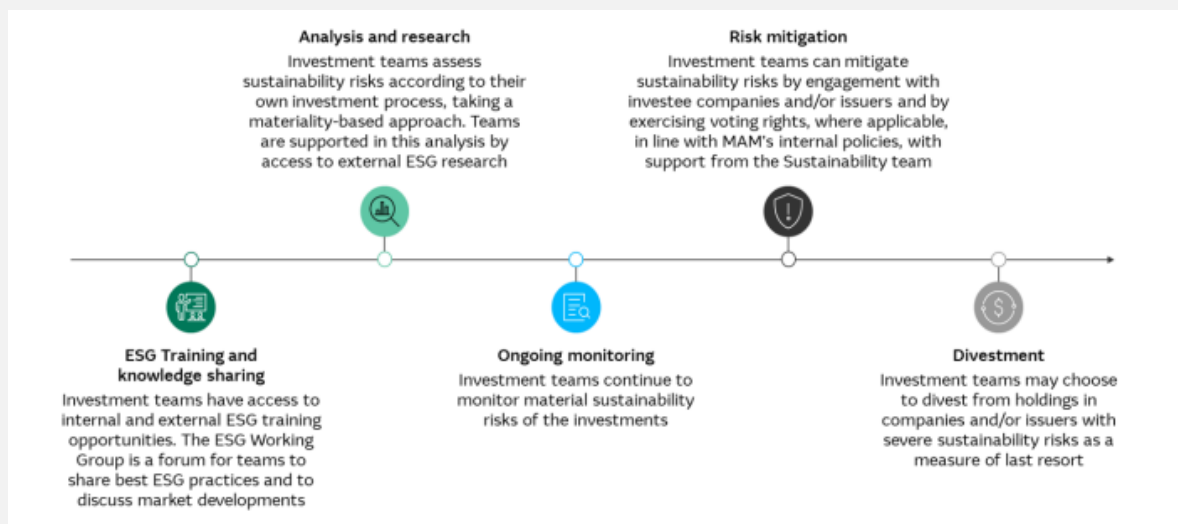 Analysis and research
Investment teams assess
sustainability risks according to their
own investment process, taking a
materiality-based approach. Teams
are supported in this analysis by
access to external ESG research
Risk mitigation
Investment teams can mitigate
sustainability risks by engagement with
investee companies and/or issuers and by
exercising voting rights, where applicable,
in line with MAM's internal policies, with
support from the Sustainability team
ESG Training and
knowledge sharing
Investment teams have access to
internal and external ESG training
opportunities. The ESG Working
Group is a forum for teams to
share best ESG practices and to
discuss market developments
Ongoing monitoring
Investment teams continue to
monitor material sustainability
risks of the investments
Divestment
Investment teams may choose
to divest from holdings in
companies and/or issuers with
severe sustainability risks as a
measure of last resort